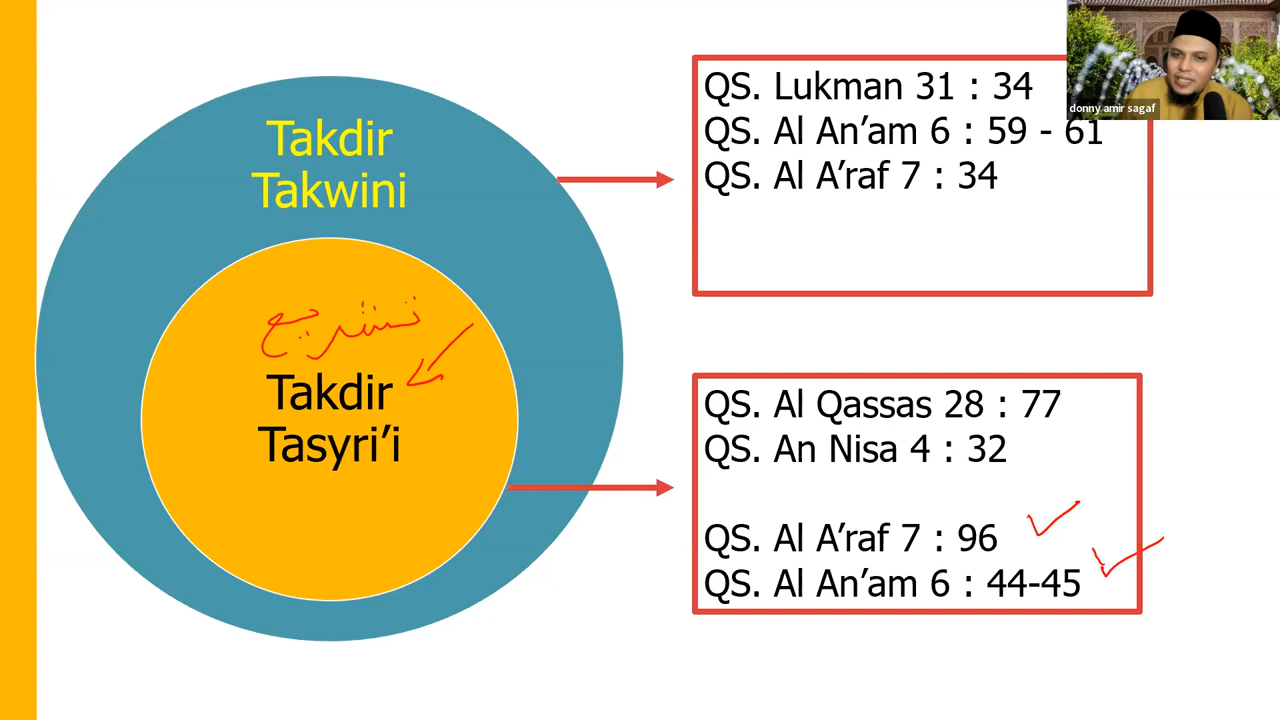 Takdir
Takwini
تشريع
Takdir
Tasyri’i
QS. Lukman 31 : 34
QS. Al An’am 6 : 59 - 61
QS. Al A’raf 7 : 34
QS. Al Qassas 28 : 77
QS. An Nisa 4 : 32
QS. Al A’raf 7 : 96
QS. Al An’am 6 : 44-45
donny amir sagaf